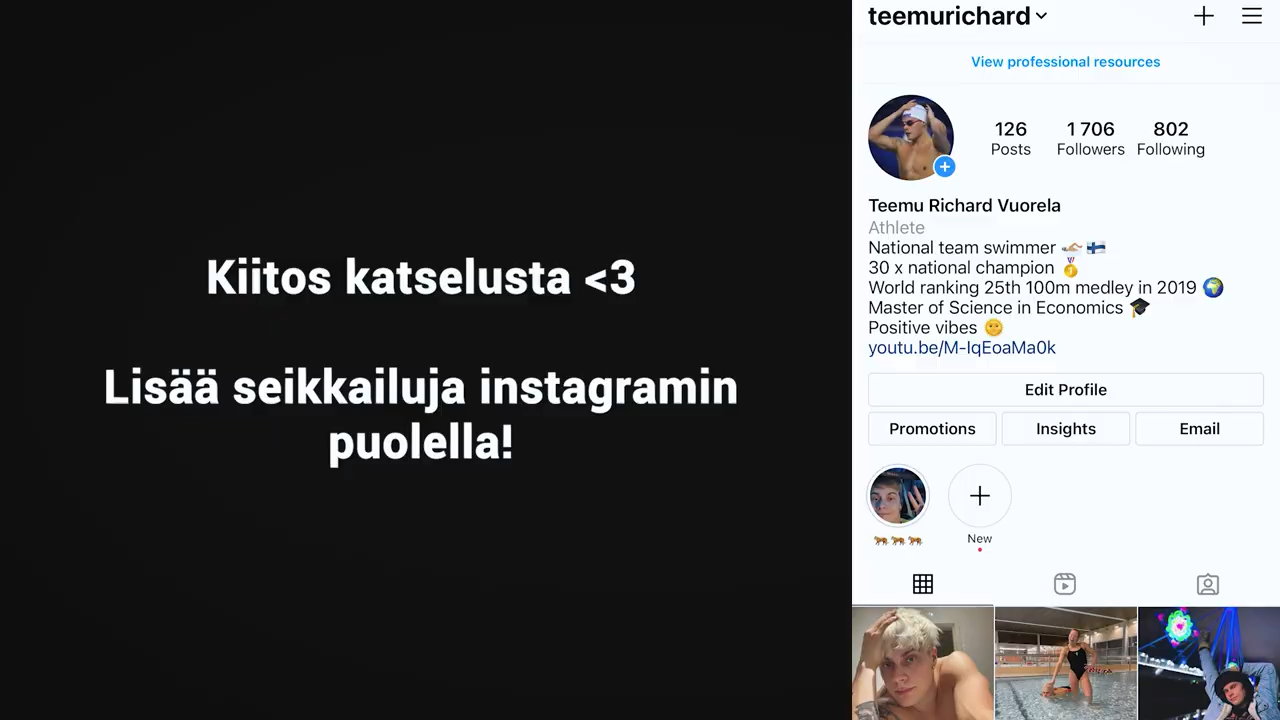 Kiitos katselusta <3
Lisää seikkailuja instagramin
puolella!
teemurichard
View professional resources
126 1 706 802
Posts Followers Following
Teemu Richard Vuorela
Athlete
National team swimmer 🏊🏼 🇫🇮
30 x national champion 🏅
World ranking 25th 100m medley in 2019 🌍
Master of Science in Economics 🎓
Positive vibes 🌞
youtu.be/M-IqEoaMa0k
Edit Profile
Promotions Insights Email
🐅🐅🐅 New